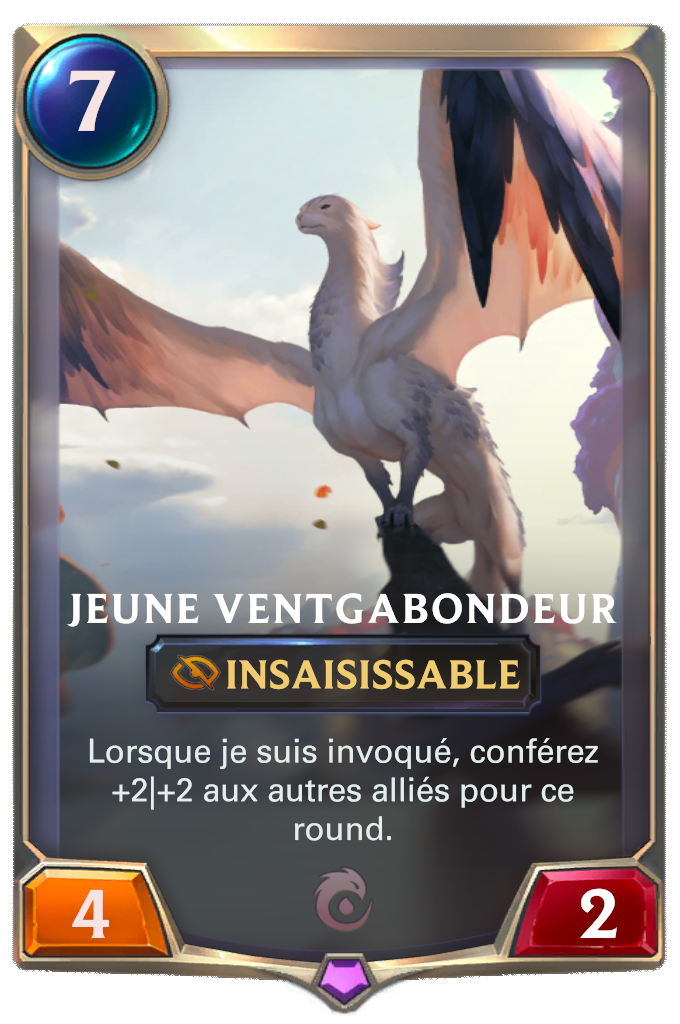 7
JEUNE VENTGABONDEUR
INSAISISSABLE
Lorsque je suis invoqué, conférez
+2|+2 aux autres alliés pour ce
round.
4
2